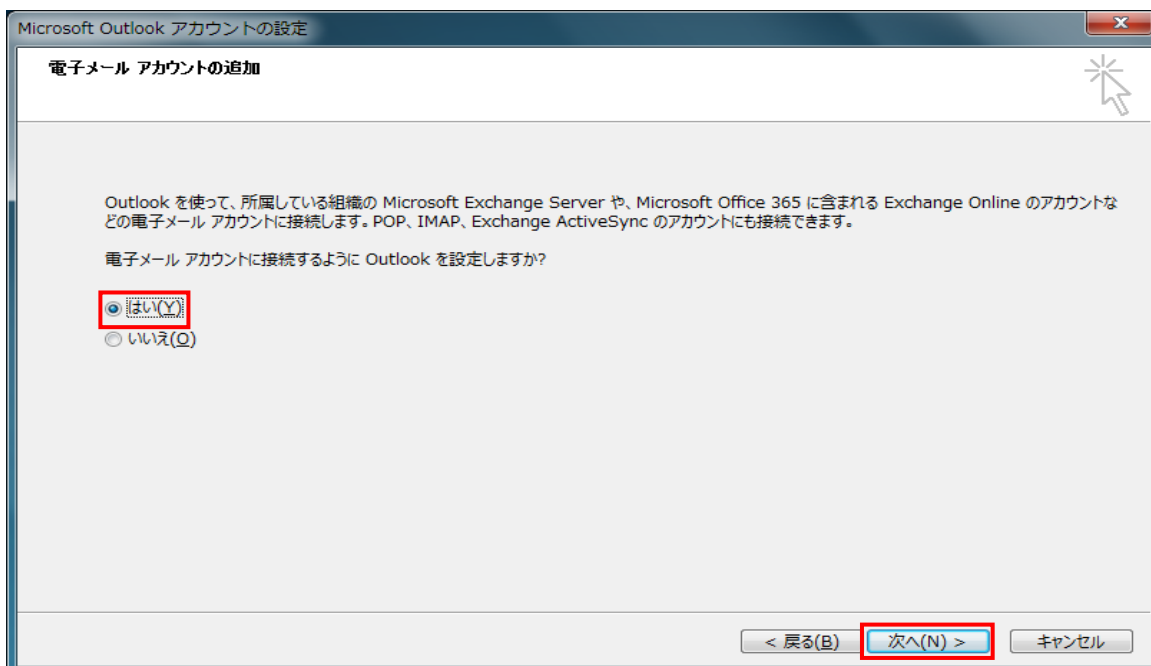 Microsoft Outlook アカウントの設定
電子メール アカウントの追加
Outlook を使って、所属している組織の Microsoft Exchange Server や、Microsoft Office 365 に含まれる Exchange Online のアカウントな
どの電子メール アカウントに接続します。POP、IMAP、Exchange ActiveSync のアカウントにも接続できます。
電子メール アカウントに接続するように Outlook を設定しますか?
はい(Y)
いいえ(O)
< 戻る(B) 次へ(N) > キャンセル